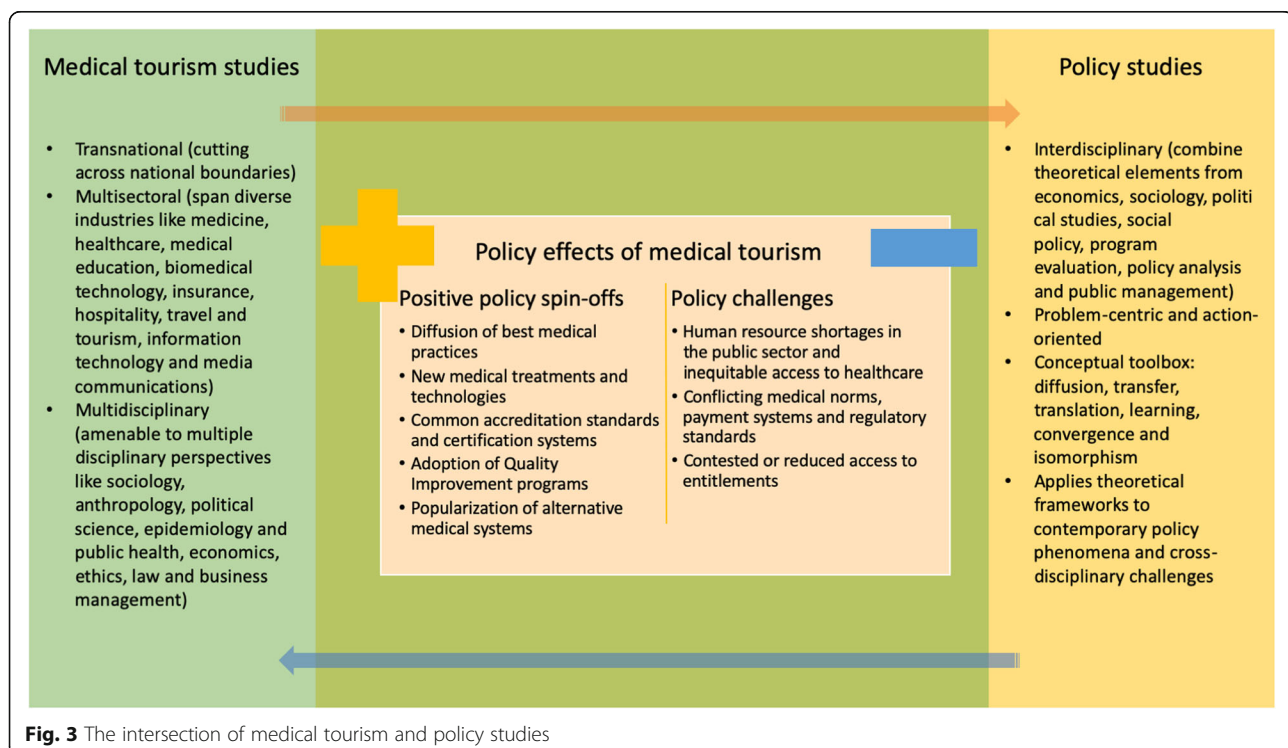 Medical tourism studies
• Transnational (cutting
across national boundaries)
• Multisectoral (span diverse
industries like medicine,
healthcare, medical
education, biomedical
technology, insurance,
hospitality, travel and
tourism, information
technology and media
communications)
• Multidisciplinary
(amenable to multiple
disciplinary perspectives
like sociology,
anthropology, political
science, epidemiology and
public health, economics,
ethics, law and business
management)
Policy effects of medical tourism
Positive policy spin-offs
• Diffusion of best medical
practices
• New medical treatments and
technologies
• Common accreditation standards
and certification systems
• Adoption of Quality
Improvement programs
• Popularization of alternative
medical systems
Policy challenges
• Human resource shortages in
the public sector and
inequitable access to healthcare
• Conflicting medical norms,
payment systems and regulatory
standards
• Contested or reduced access to
entitlements
Policy studies
• Interdisciplinary (combine
theoretical elements from
economics, sociology, politi
cal studies, social
policy, program
evaluation, policy analysis
and public management)
• Problem-centric and action-
oriented
• Conceptual toolbox:
diffusion, transfer,
translation, learning,
convergence and
isomorphism
• Applies theoretical
frameworks to
contemporary policy
phenomena and cross-
disciplinary challenges
Fig. 3 The intersection of medical tourism and policy studies